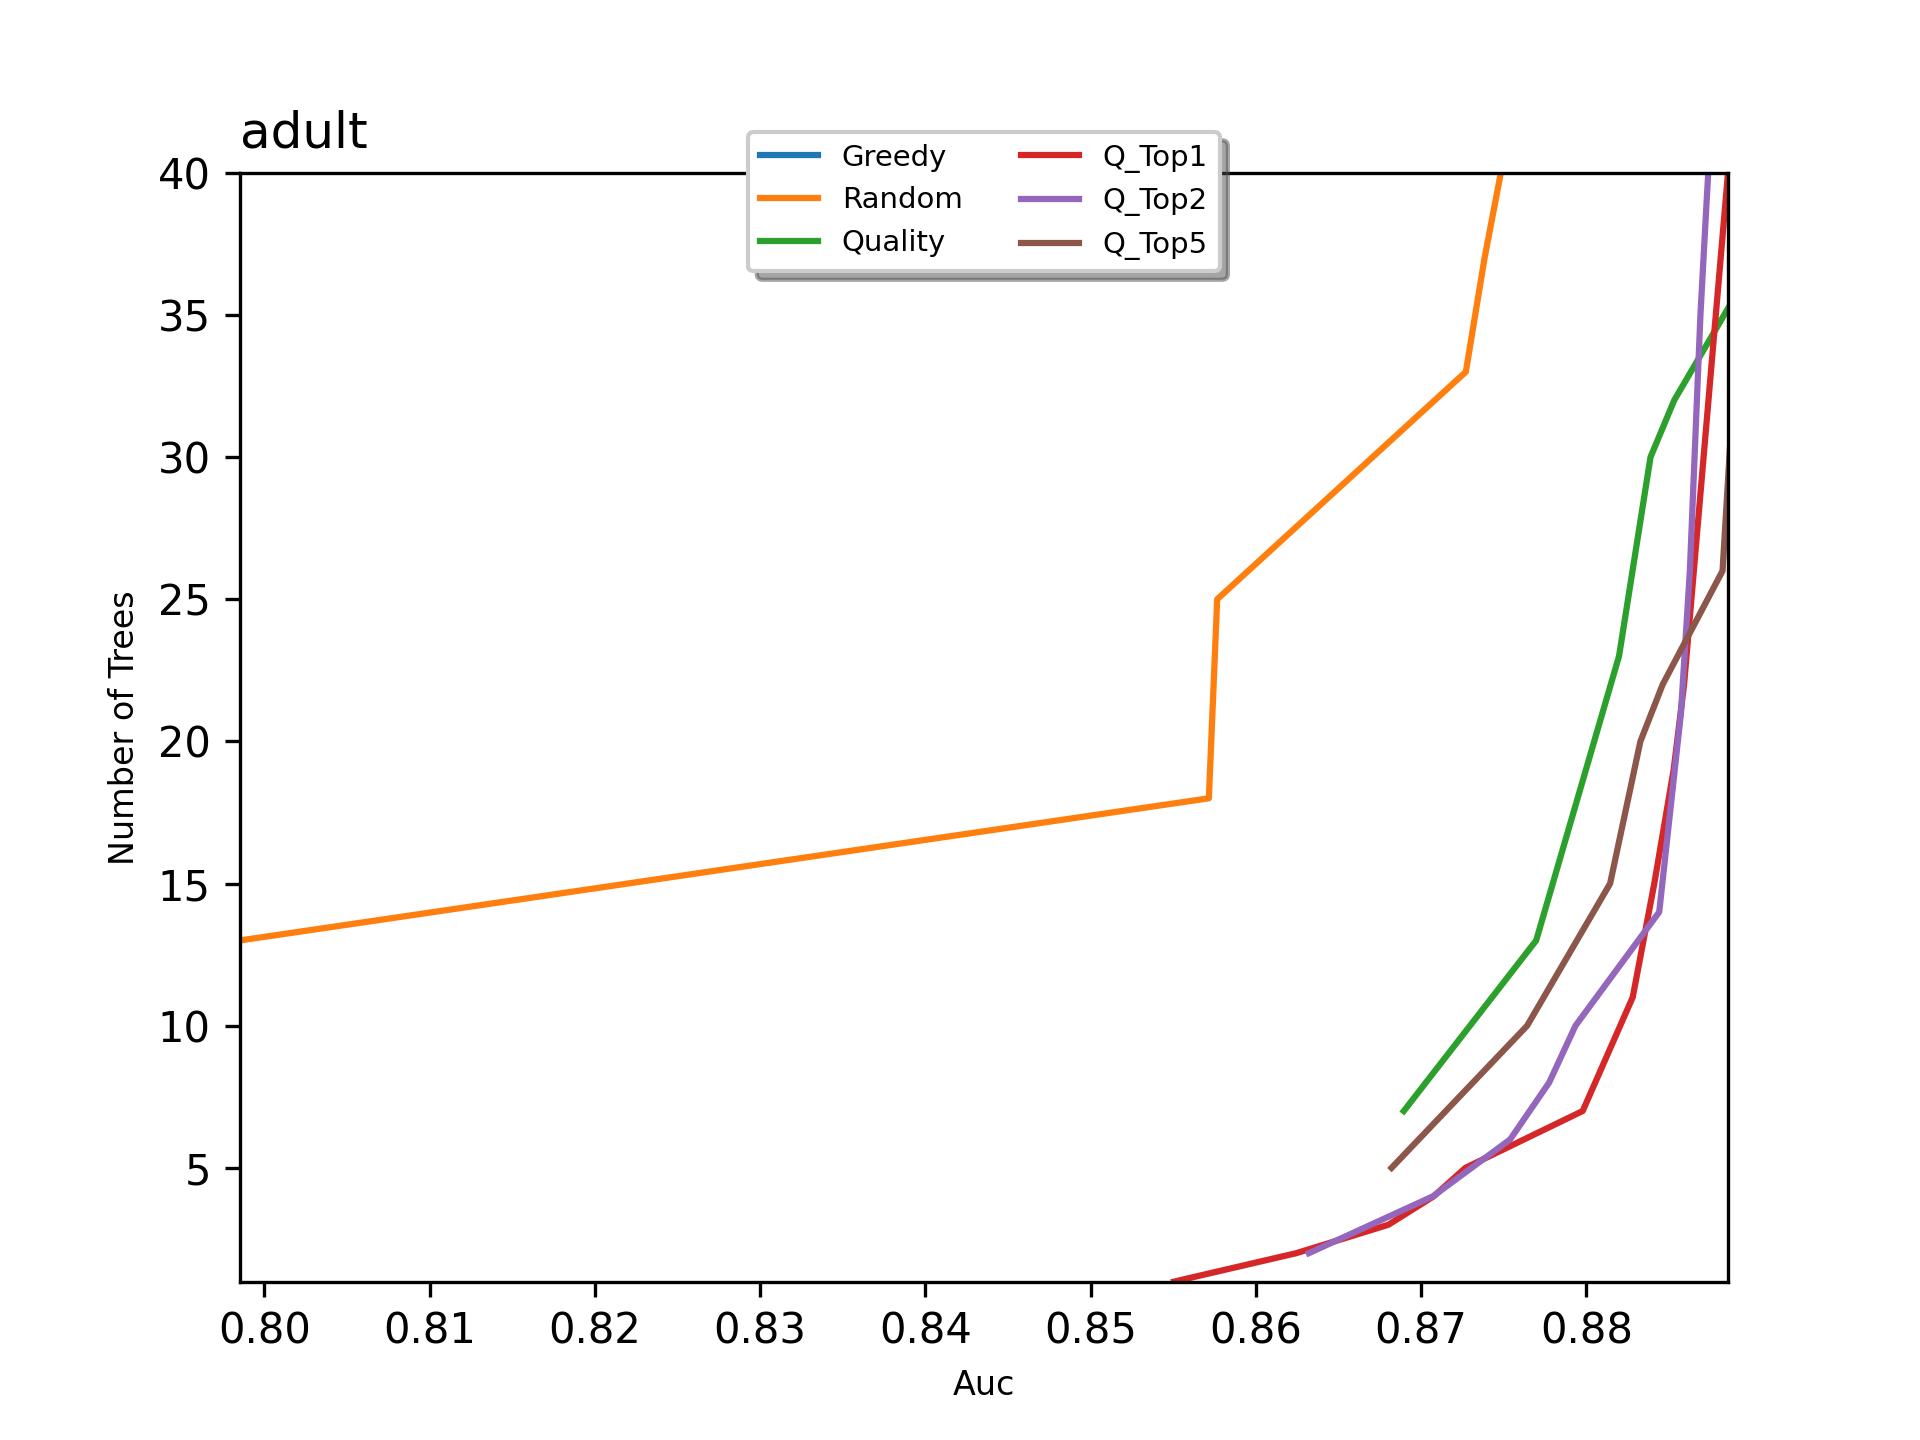 adult
Greedy
Random
Quality
Q_Top1
Q_Top2
Q_Top5
40
35
30
25
20
15
10
5
Number of Trees
0.80 0.81 0.82 0.83 0.84 0.85 0.86 0.87 0.88
Auc